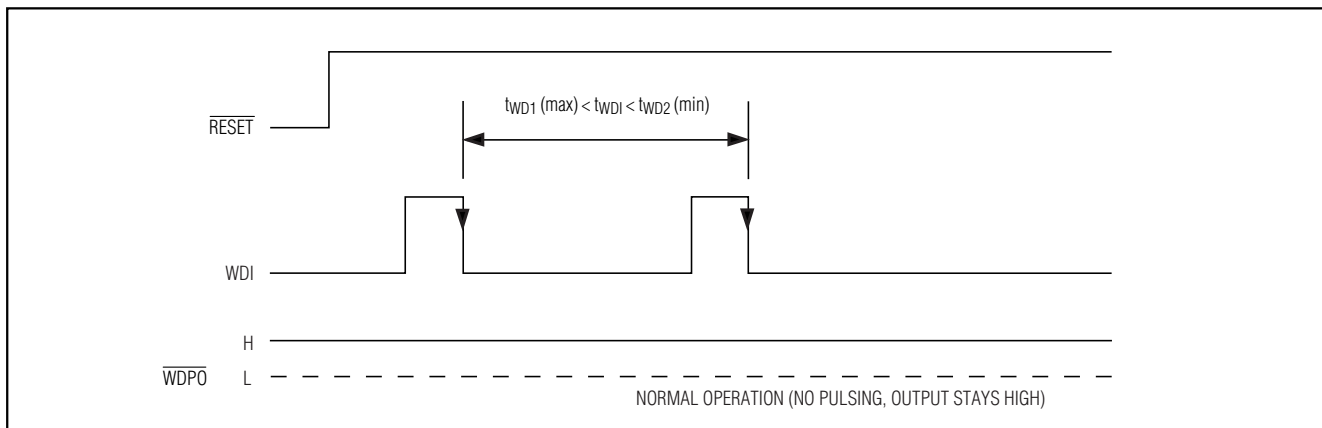 tWD1 (max) < tWDI < tWD2 (min)
RESET
WDI
H
WDPO L
NORMAL OPERATION (NO PULSING, OUTPUT STAYS HIGH)